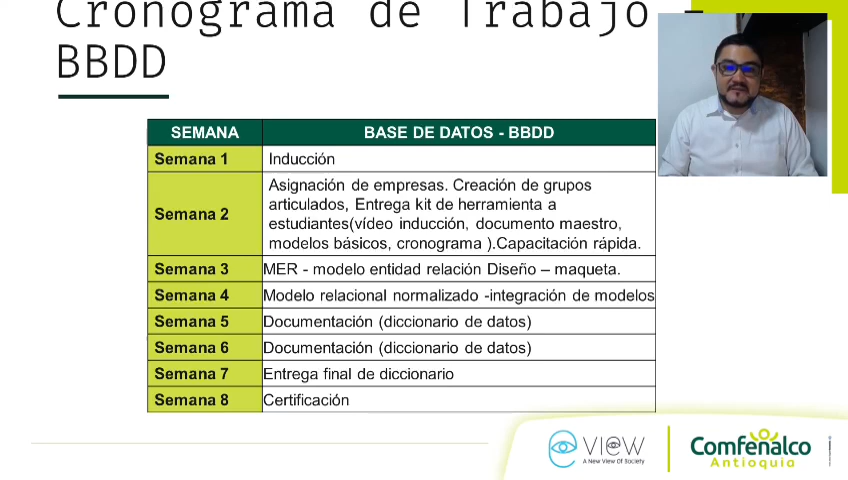 Cronograma de Trabajo -
BBDD
SEMANA BASE DE DATOS - BBDD
Semana 1 Inducción
Semana 2 Asignación de empresas. Creación de grupos
articulados, Entrega kit de herramienta a
estudiantes(vídeo inducción, documento maestro,
modelos básicos, cronograma ).Capacitación rápida.
Semana 3 MER - modelo entidad relación Diseño – maqueta.
Semana 4 Modelo relacional normalizado -integración de modelos
Semana 5 Documentación (diccionario de datos)
Semana 6 Documentación (diccionario de datos)
Semana 7 Entrega final de diccionario
Semana 8 Certificación
e VIEW
A New View Of Society
Comfenalco
Antioquia